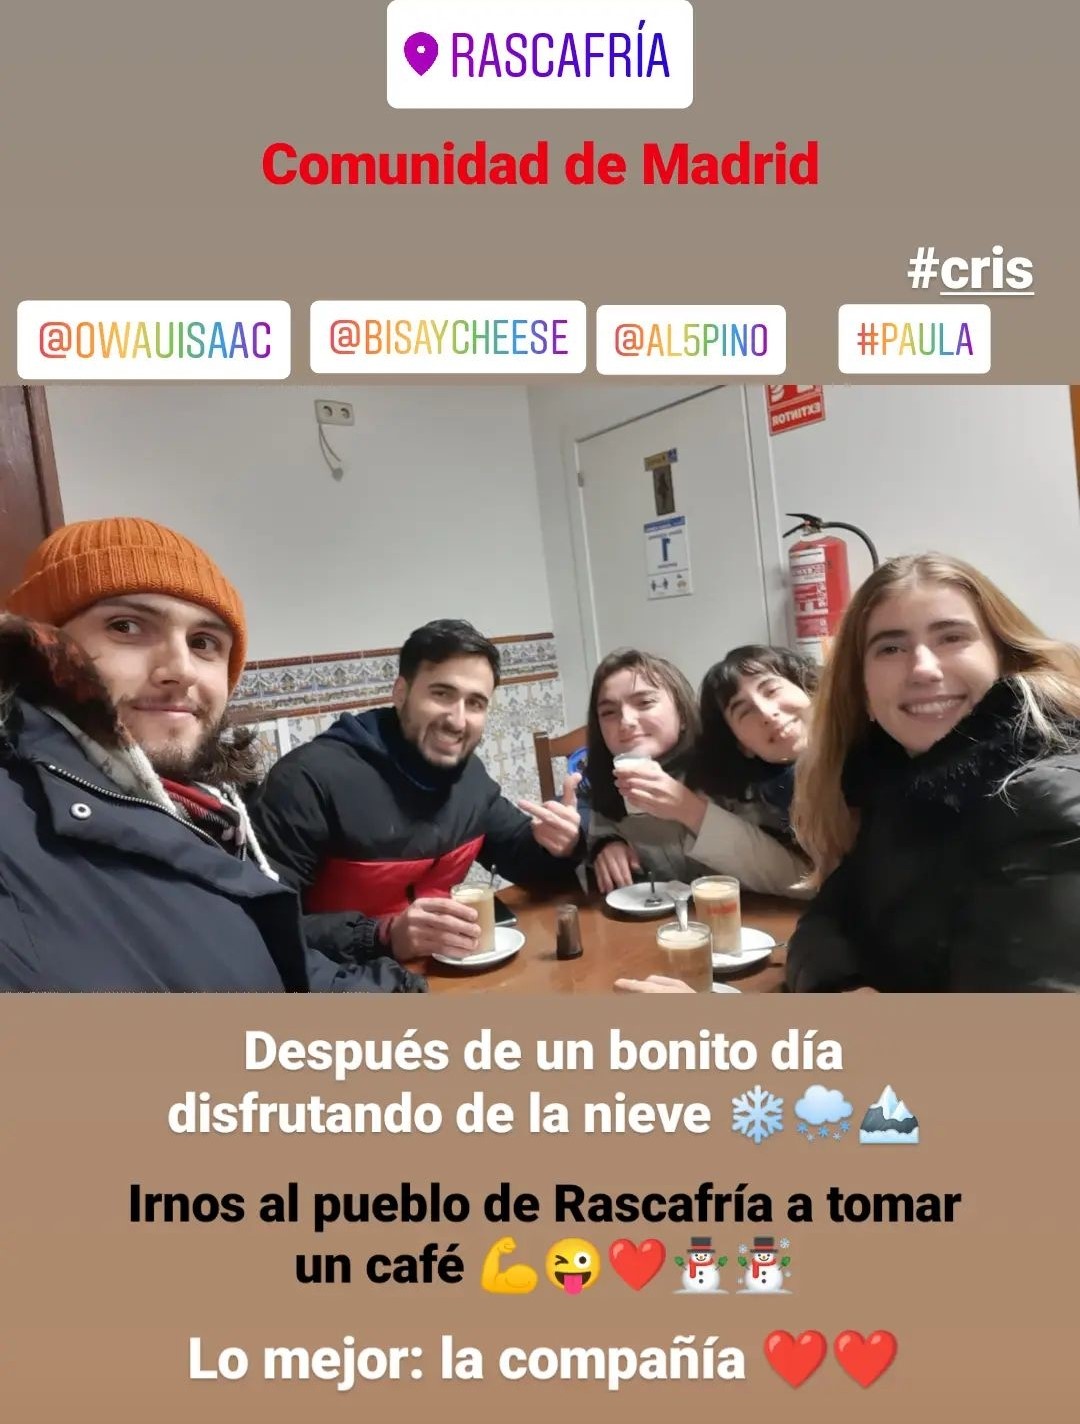 RASCAFRÍA
Comunidad de Madrid
#cris
@OWAUISAAC @BISAYCHEESE @AL5PINO #PAULA
EXTINTOR
1
Después de un bonito día
disfrutando de la nieve ❄️🌨️🏔️
Irnos al pueblo de Rascafría a tomar
un café 💪😜❤️⛄☃️
Lo mejor: la compañía ❤️❤️